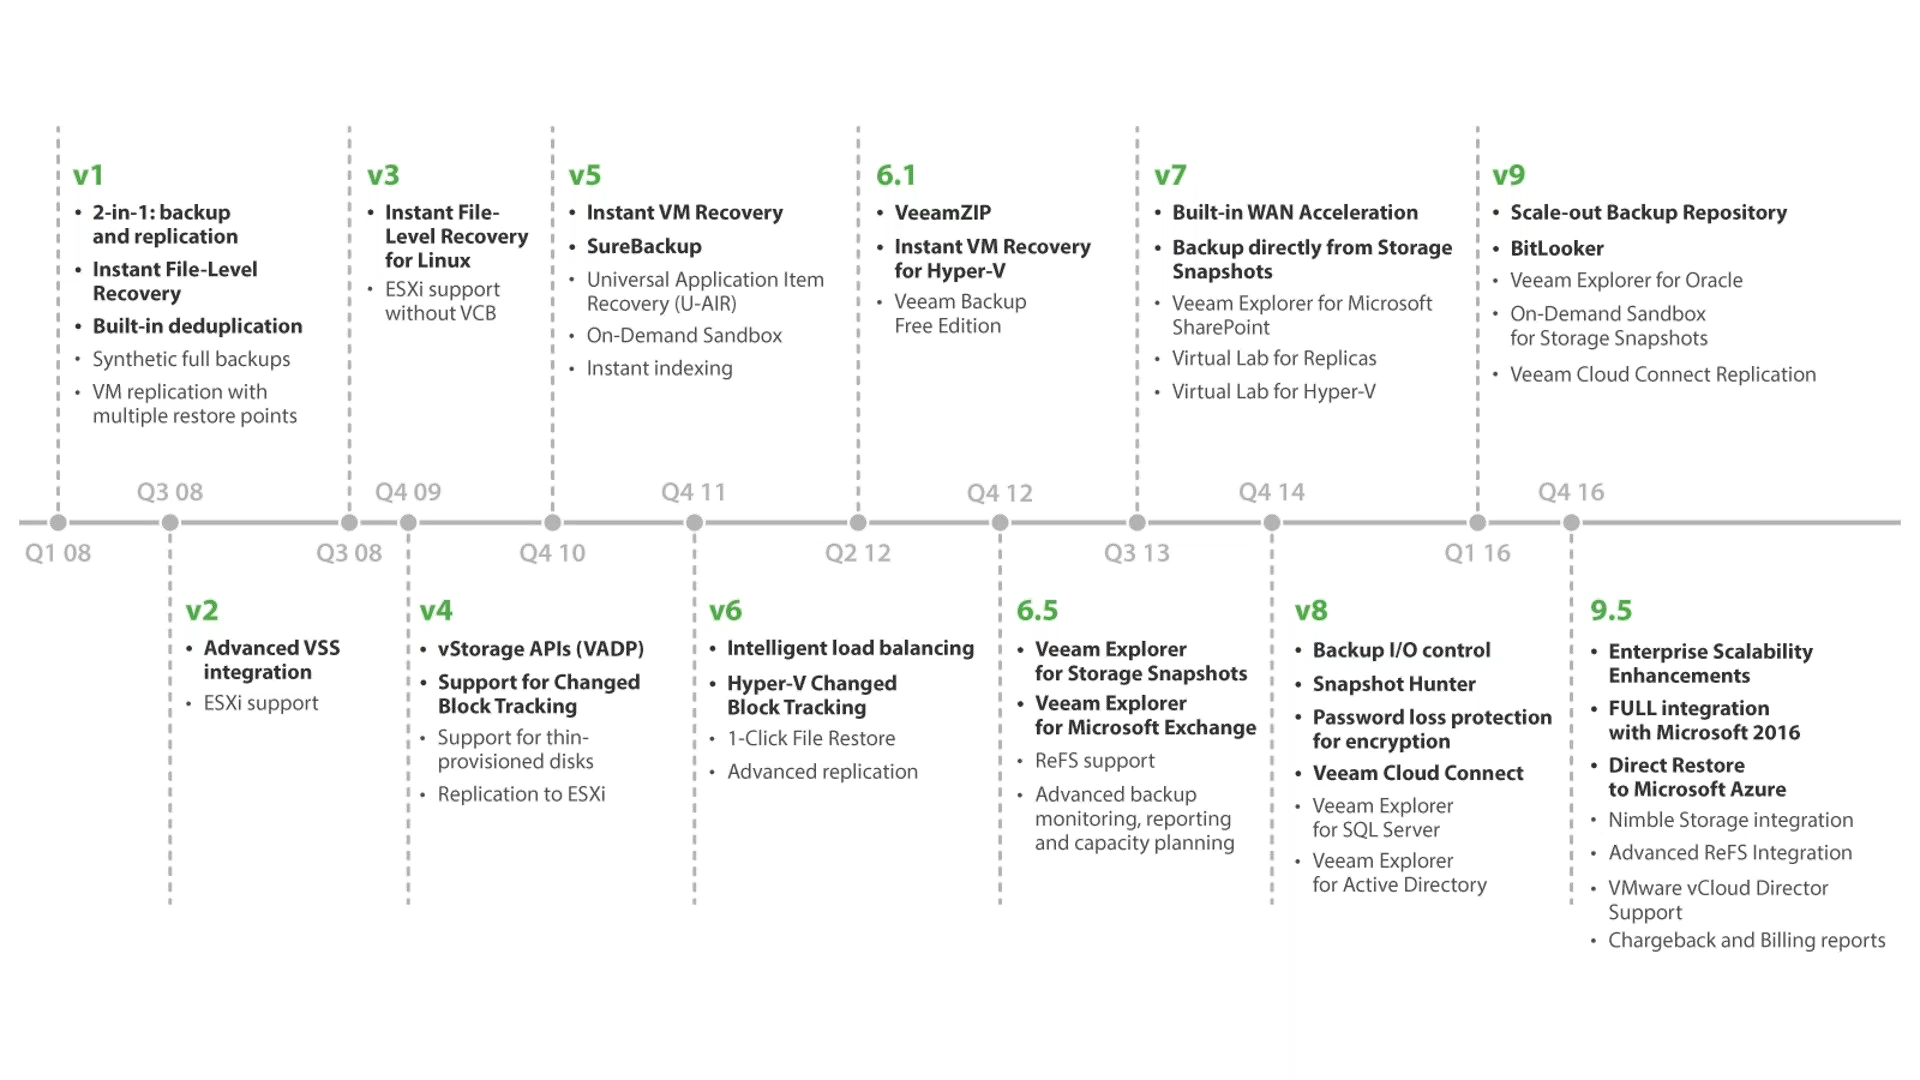 v1
• 2-in-1: backup
and replication
• Instant File-Level
Recovery
• Built-in deduplication
• Synthetic full backups
• VM replication with
multiple restore points
v3
• Instant File-
Level Recovery
for Linux
• ESXi support
without VCB
v5
• Instant VM Recovery
• SureBackup
• Universal Application Item
Recovery (U-AIR)
• On-Demand Sandbox
• Instant indexing
6.1
• VeeamZIP
• Instant VM Recovery
for Hyper-V
• Veeam Backup
Free Edition
v7
• Built-in WAN Acceleration
• Backup directly from Storage
Snapshots
• Veeam Explorer for Microsoft
SharePoint
• Virtual Lab for Replicas
• Virtual Lab for Hyper-V
v9
• Scale-out Backup Repository
• BitLooker
• Veeam Explorer for Oracle
• On-Demand Sandbox
for Storage Snapshots
• Veeam Cloud Connect Replication
Q3 08
Q4 09
Q4 11
Q4 12
Q4 14
Q4 16
Q1 08
Q3 08
Q4 10
Q2 12
Q3 13
Q1 16
v2
• Advanced VSS
integration
• ESXi support
v4
• vStorage APIs (VADP)
• Support for Changed
Block Tracking
• Support for thin-
provisioned disks
• Replication to ESXi
v6
• Intelligent load balancing
• Hyper-V Changed
Block Tracking
• 1-Click File Restore
• Advanced replication
6.5
• Veeam Explorer
for Storage Snapshots
• Veeam Explorer
for Microsoft Exchange
• ReFS support
• Advanced backup
monitoring, reporting
and capacity planning
v8
• Backup I/O control
• Snapshot Hunter
• Password loss protection
for encryption
• Veeam Cloud Connect
• Veeam Explorer
for SQL Server
• Veeam Explorer
for Active Directory
9.5
• Enterprise Scalability
Enhancements
• FULL integration
with Microsoft 2016
• Direct Restore
to Microsoft Azure
• Nimble Storage integration
• Advanced ReFS Integration
• VMware vCloud Director
Support
• Chargeback and Billing reports